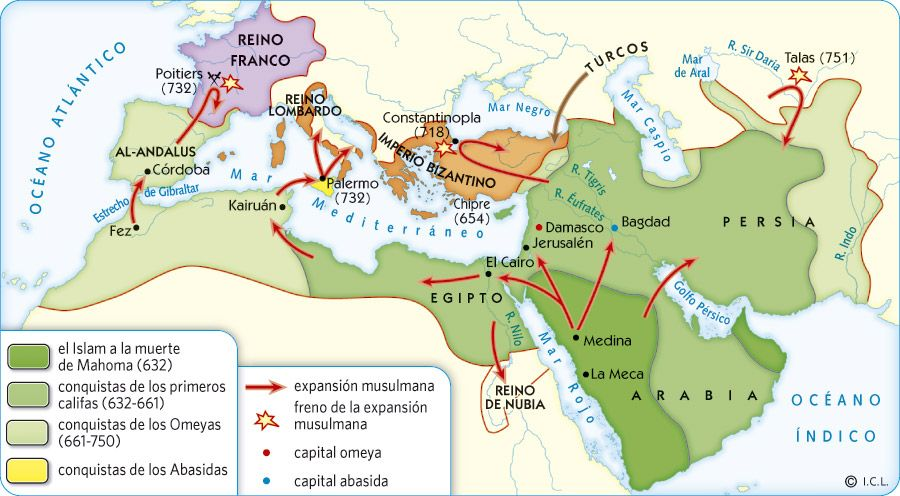 OCÉANO ATLÁNTICO
REINO
FRANCO
Poitiers
(732)
REINO
LOMBARDO
AL-ANDALUS
Córdoba
Estrecho
de Gibraltar
Fez
Mar
Mediterráneo
Kairuán
Palermo
(732)
Constantinopla
(718)
IMPERIO BIZANTINO
Mar Negro
TURCOS
Mar Caspio
Mar
de Aral
R. Sir Daria
Talas (751)
Chipre
(654)
R. Tigris
R. Éufrates
Damasco
Bagdad
Jerusalén
El Cairo
EGIPTO
R. Nilo
PERSIA
R. Indo
Golfo Pérsico
Medina
La Meca
Mar Rojo
ARABIA
REINO
DE NUBIA
OCÉANO
ÍNDICO
el Islam a la muerte
de Mahoma (632)
conquistas de los primeros
califas (632-661)
conquistas de los Omeyas
(661-750)
conquistas de los Abasidas
expansión musulmana
freno de la expansión
musulmana
capital omeya
capital abasida
© I.C.L.